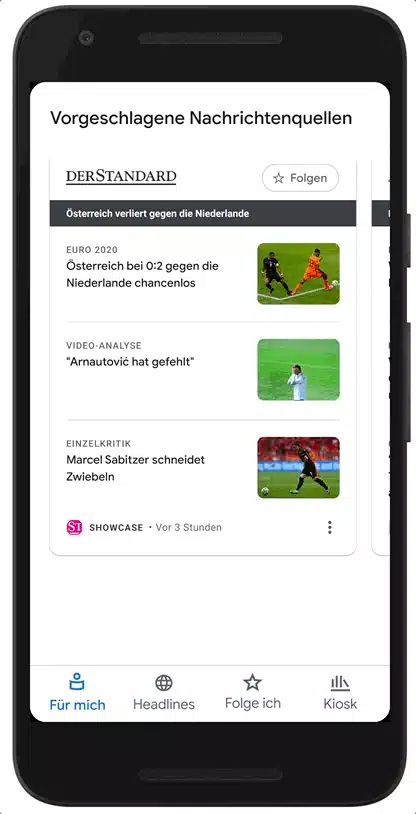 Vorgeschlagene Nachrichtenquellen
DERSTANDARD
Folgen
Österreich verliert gegen die Niederlande
EURO 2020
Österreich bei 0:2 gegen die
Niederlande chancenlos
VIDEO-ANALYSE
"Arnautović hat gefehlt"
EINZELKRITIK
Marcel Sabitzer schneidet
Zwiebeln
ST SHOWCASE • Vor 3 Stunden
Für mich
Headlines
Folge ich
Kiosk